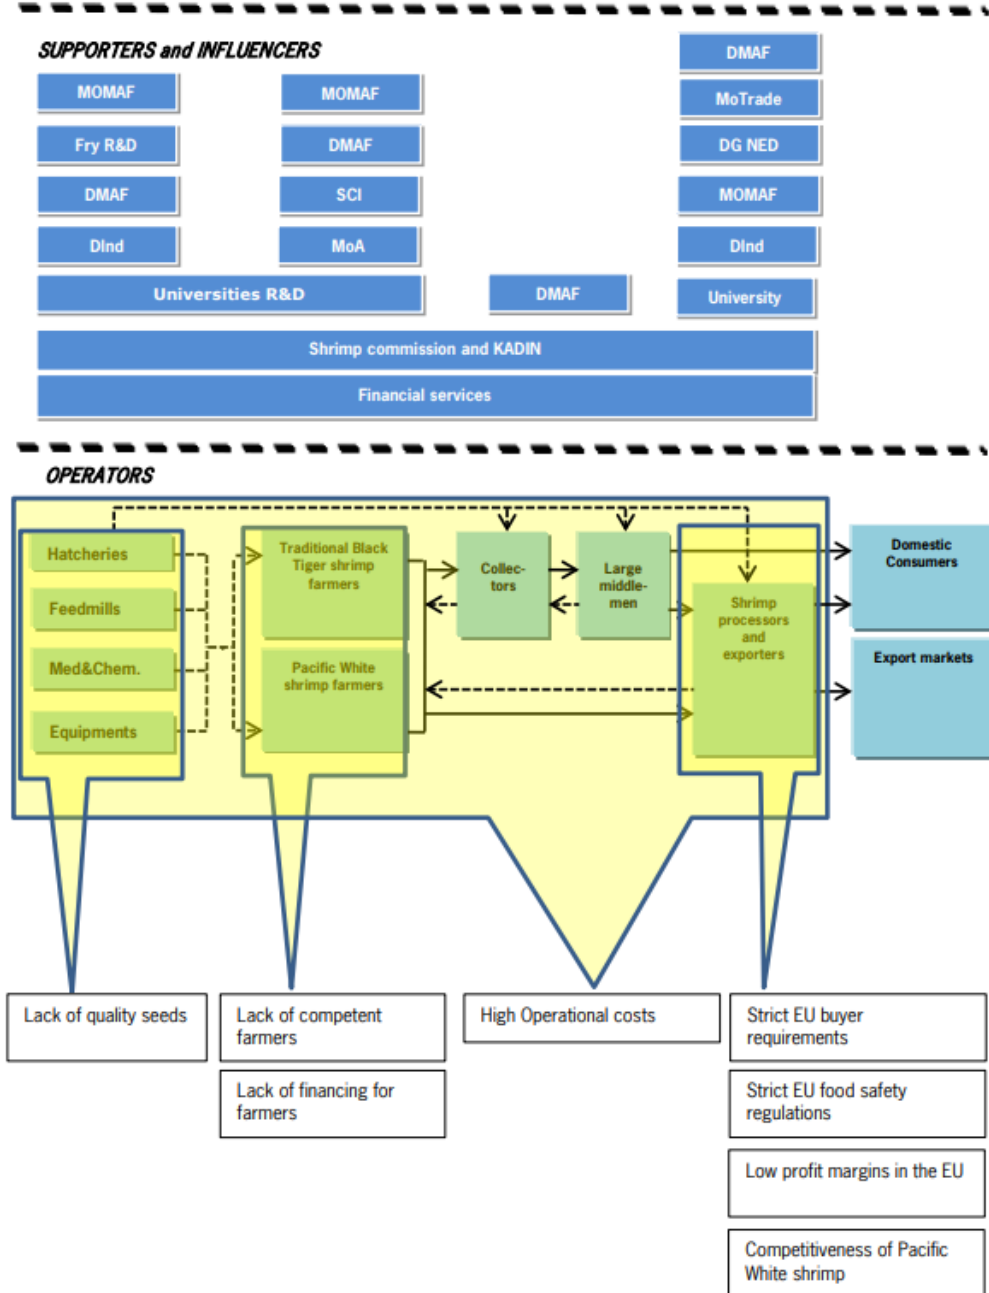 SUPPORTERS and INFLUENCERS
MOMAF
Fry R&D
DMAF
DInd
MOMAF
DMAF
SCI
MoA
Universities R&D
DMAF
DMAF
MoTrade
DG NED
MOMAF
DInd
University
Shrimp commission and KADIN
Financial services
OPERATORS
Hatcheries
Feedmills
Med&Chem.
Equipments
Traditional Black
Tiger shrimp
farmers
Pacific White
shrimp farmers
Collec-
tors
Large
middle-
men
Shrimp
processors
and
exporters
Domestic
Consumers
Export markets
Lack of quality seeds
Lack of competent
farmers
Lack of financing for
farmers
High Operational costs
Strict EU buyer
requirements
Strict EU food safety
regulations
Low profit margins in the EU
Competitiveness of Pacific
White shrimp